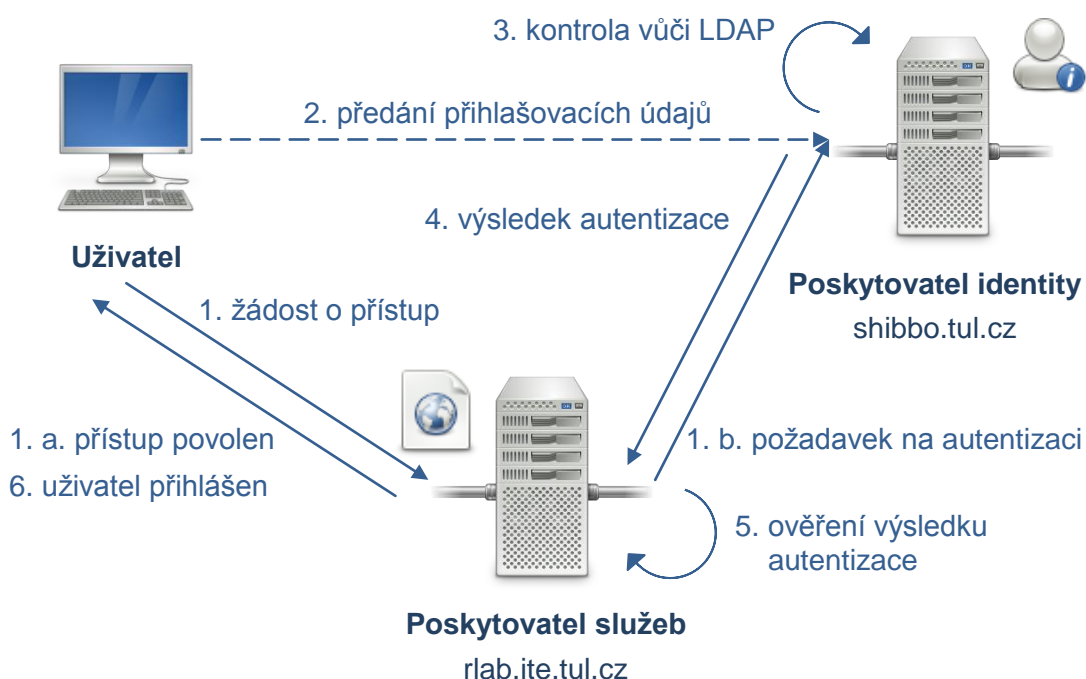 3. kontrola vůči LDAP
2. předání přihlašovacích údajů
4. výsledek autentizace
Uživatel
Poskytovatel identity
shibbo.tul.cz
1. žádost o přístup
1. a. přístup povolen
1. b. požadavek na autentizaci
6. uživatel přihlášen
5. ověření výsledku
autentizace
Poskytovatel služeb
rlab.ite.tul.cz